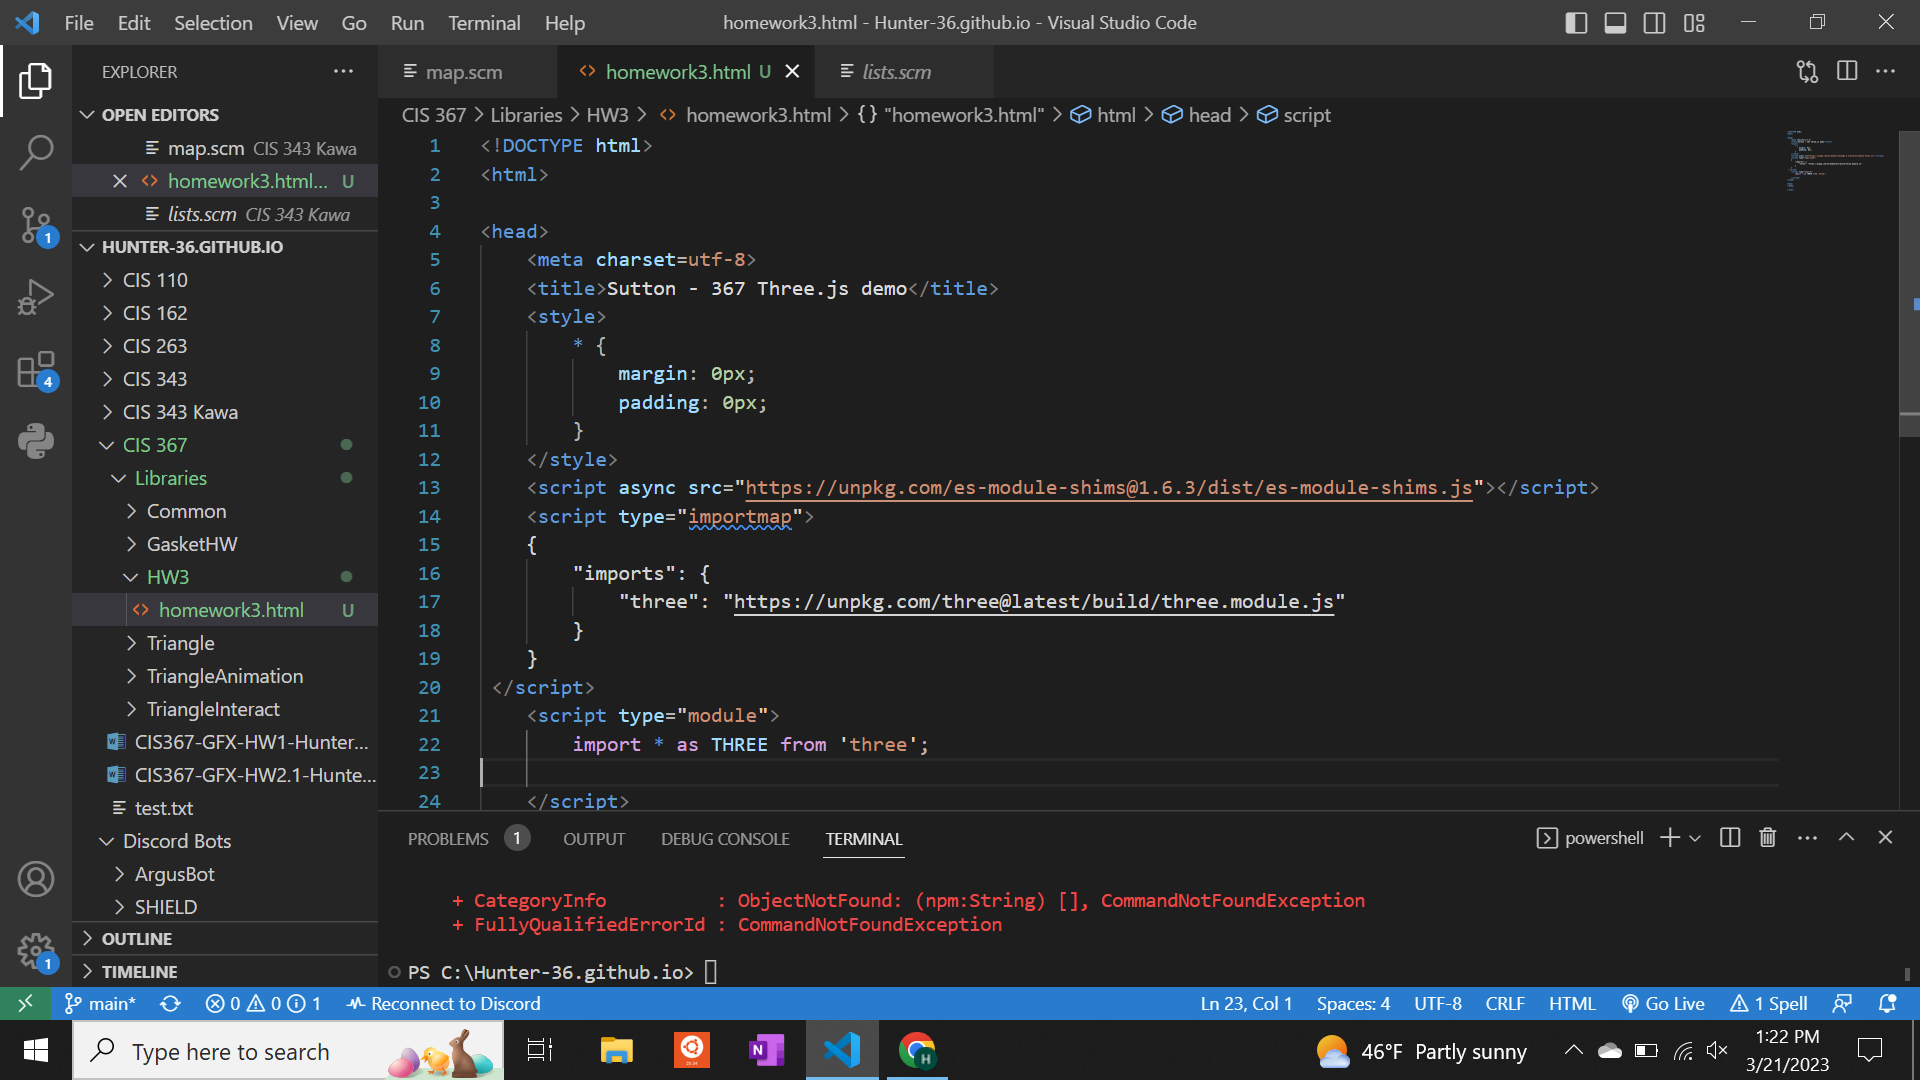 File Edit Selection View Go Run Terminal Help
homework3.html - Hunter-36.github.io - Visual Studio Code
EXPLORER
OPEN EDITORS
map.scm CIS 343 Kawa
homework3.html... U
lists.scm CIS 343 Kawa
HUNTER-36.GITHUB.IO
CIS 110
CIS 162
CIS 263
CIS 343
CIS 343 Kawa
CIS 367
Libraries
Common
GasketHW
HW3
homework3.html U
Triangle
TriangleAnimation
TriangleInteract
CIS367-GFX-HW1-Hunter...
CIS367-GFX-HW2.1-Hunte...
test.txt
Discord Bots
ArgusBot
SHIELD
OUTLINE
TIMELINE
1
4
1
map.scm
homework3.html U
lists.scm
CIS 367 > Libraries > HW3 > <> homework3.html > {} "homework3.html" > html > head > script
1 <!DOCTYPE html>
2 <html>
3
4 <head>
5 <meta charset=utf-8>
6 <title>Sutton - 367 Three.js demo</title>
7 <style>
8 * {
9 margin: 0px;
10 padding: 0px;
11 }
12 </style>
13 <script async src="https://unpkg.com/es-module-shims@1.6.3/dist/es-module-shims.js"></script>
14 <script type="importmap">
15 {
16 "imports": {
17 "three": "https://unpkg.com/three@latest/build/three.module.js"
18 }
19 }
20 </script>
21 <script type="module">
22 import * as THREE from 'three';
23
24 </script>
PROBLEMS 1 OUTPUT DEBUG CONSOLE TERMINAL
powershell
+ CategoryInfo : ObjectNotFound: (npm:String) [], CommandNotFoundException
+ FullyQualifiedErrorId : CommandNotFoundException
PS C:\Hunter-36.github.io>
main* 0 0 1 Reconnect to Discord
Ln 23, Col 1 Spaces: 4 UTF-8 CRLF HTML Go Live 1 Spell
Type here to search
46°F Partly sunny
1:22 PM
3/21/2023